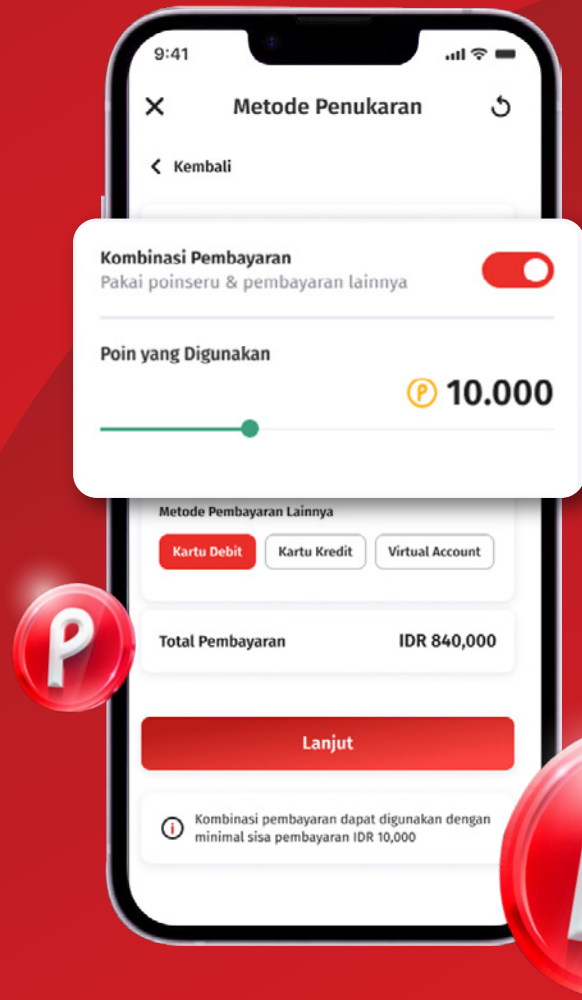 9:41
Metode Penukaran
Kembali
Kombinasi Pembayaran
Pakai poinseru & pembayaran lainnya
Poin yang Digunakan
P 10.000
Metode Pembayaran Lainnya
Kartu Debit Kartu Kredit Virtual Account
P
Total Pembayaran IDR 840,000
Lanjut
Kombinasi pembayaran dapat digunakan dengan
minimal sisa pembayaran IDR 10,000